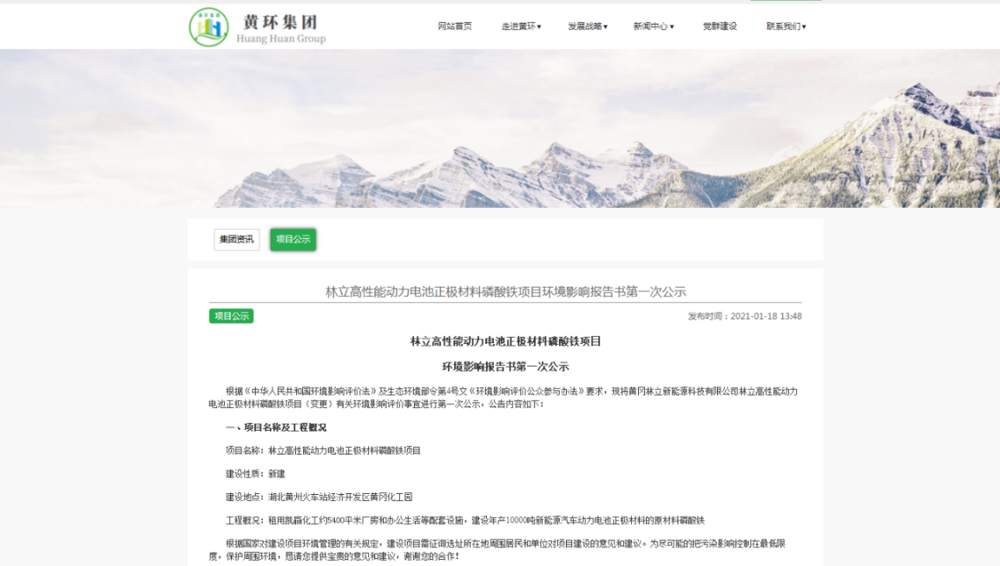 黄环集团
Huang Huan Group
网站首页 走进黄环▾ 发展战略▾ 新闻中心▾ 党群建设 联系我们▾
集团资讯 项目公示
林立高性能动力电池正极材料磷酸铁项目环境影响报告书第一次公示
项目公示 发布时间：2021-01-18 13:48
林立高性能动力电池正极材料磷酸铁项目
环境影响报告书第一次公示
根据《中华人民共和国环境影响评价法》及生态环境部令第4号文《环境影响评价公众参与办法》要求，现将黄冈林立新能源科技有限公司林立高性能动力
电池正极材料磷酸铁项目（变更）有关环境影响评价事宜进行第一次公示，公告内容如下：
一、项目名称及工程概况
项目名称：林立高性能动力电池正极材料磷酸铁项目
建设性质：新建
建设地点：湖北黄州火车站经济开发区黄冈化工园
工程概况：租用凯森化工约5400平米厂房和办公生活等配套设施，建设年产10000吨新能源汽车动力电池正极材料的原材料磷酸铁
根据国家对建设项目环境管理的有关规定，建设项目需征询选址所在地周围居民和单位对项目建设的意见和建议。为尽可能的把污染影响控制在最低限
度，保护周围环境，恳请您提供宝贵的意见和建议，谢谢您的合作！